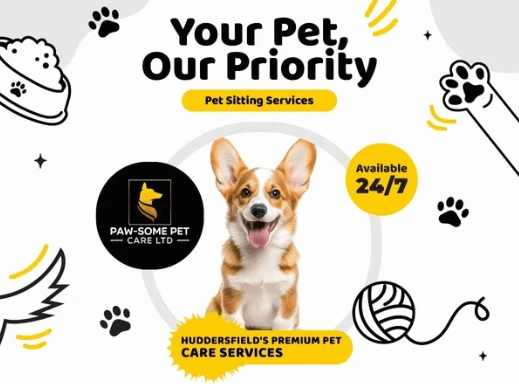 Your Pet,
Our Priority
Pet Sitting Services
Available
24/7
PAW-SOME PET
CARE LTD
HUDDERSFIELD'S PREMIUM PET
CARE SERVICES